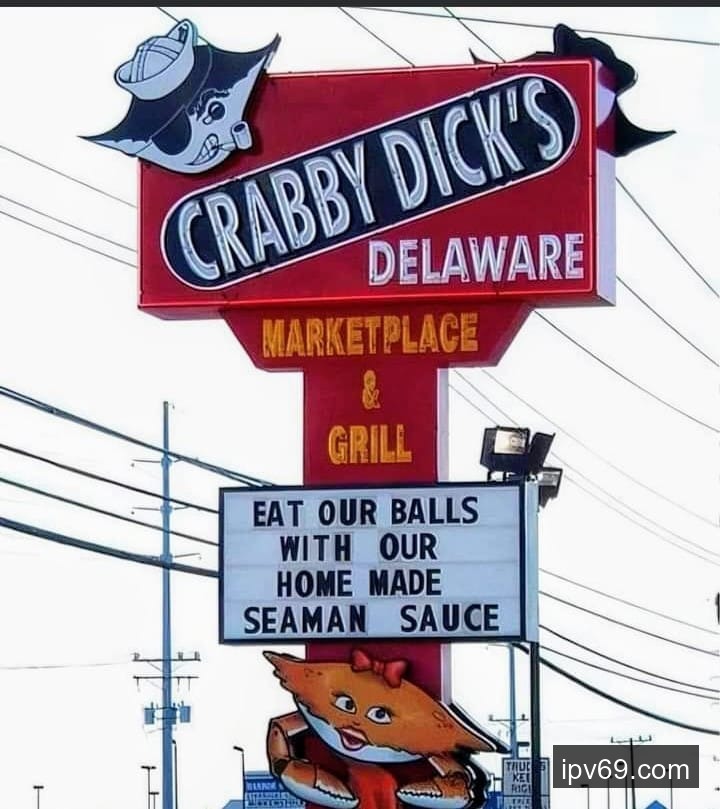 CRABBY DICK'S
DELAWARE
MARKETPLACE
&
GRILL
EAT OUR BALLS
WITH OUR
HOME MADE
SEAMAN SAUCE
ipv69.com